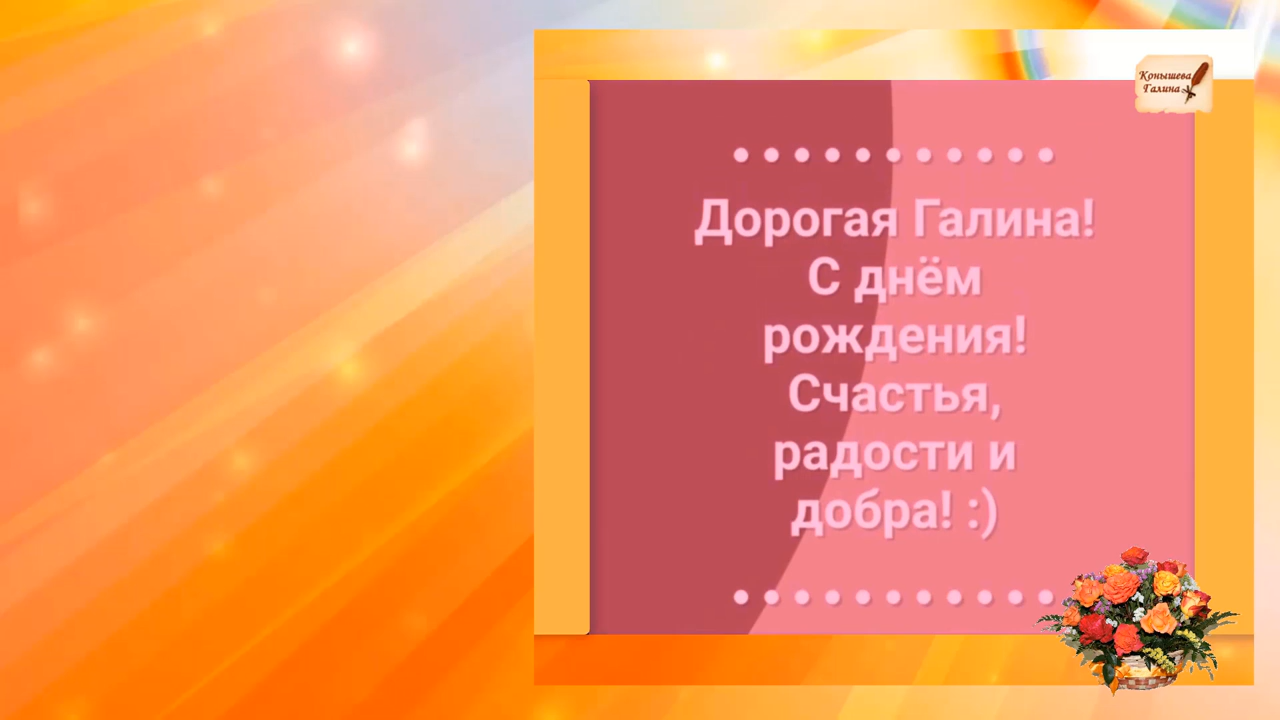 Конышева
Галина
Дорогая Галина!
С днём
рождения!
Счастья,
радости и
добра! :)